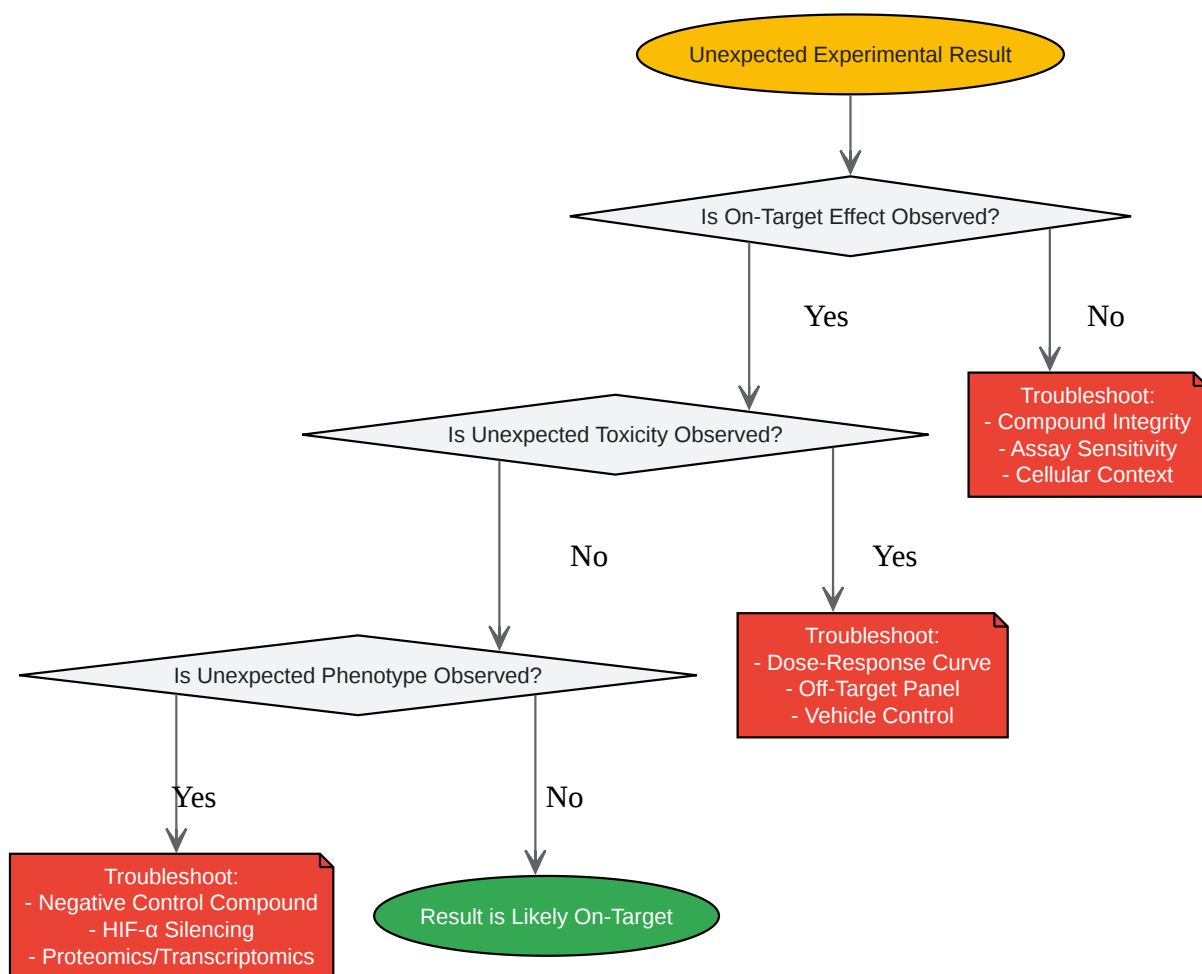 Unexpected Experimental Result
Is On-Target Effect Observed?
Yes
No
Troubleshoot:
- Compound Integrity
- Assay Sensitivity
- Cellular Context
Is Unexpected Toxicity Observed?
No
Yes
Troubleshoot:
- Dose-Response Curve
- Off-Target Panel
- Vehicle Control
Is Unexpected Phenotype Observed?
Yes
No
Troubleshoot:
- Negative Control Compound
- HIF-α Silencing
- Proteomics/Transcriptomics
Result is Likely On-Target